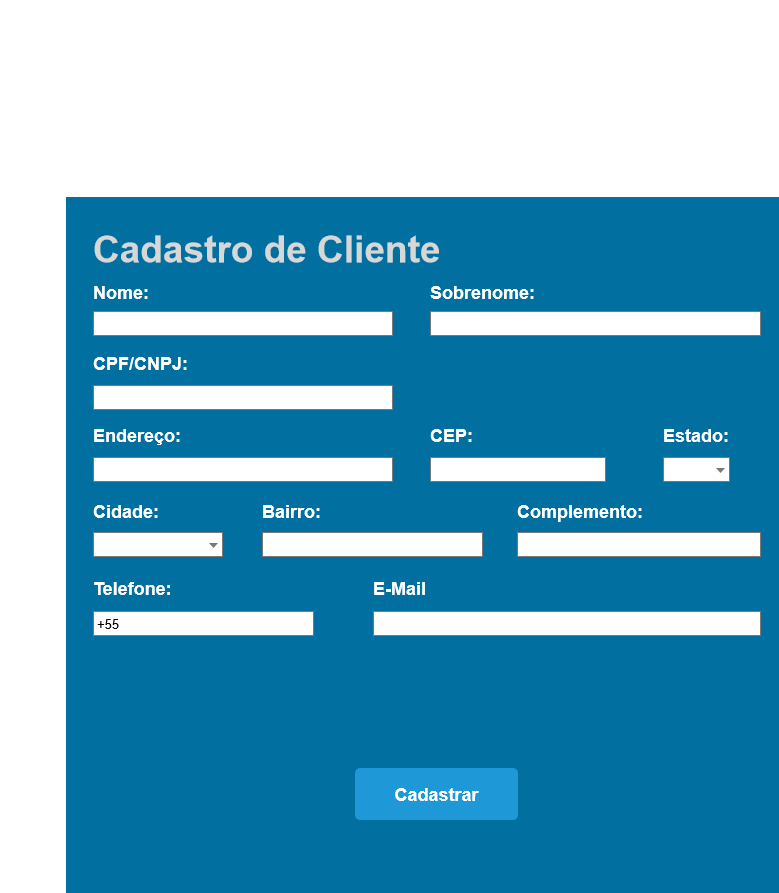 Cadastro de Cliente
Nome: Sobrenome:
CPF/CNPJ:
Endereço: CEP: Estado:
Cidade: Bairro: Complemento:
Telefone: E-Mail
+55
Cadastrar